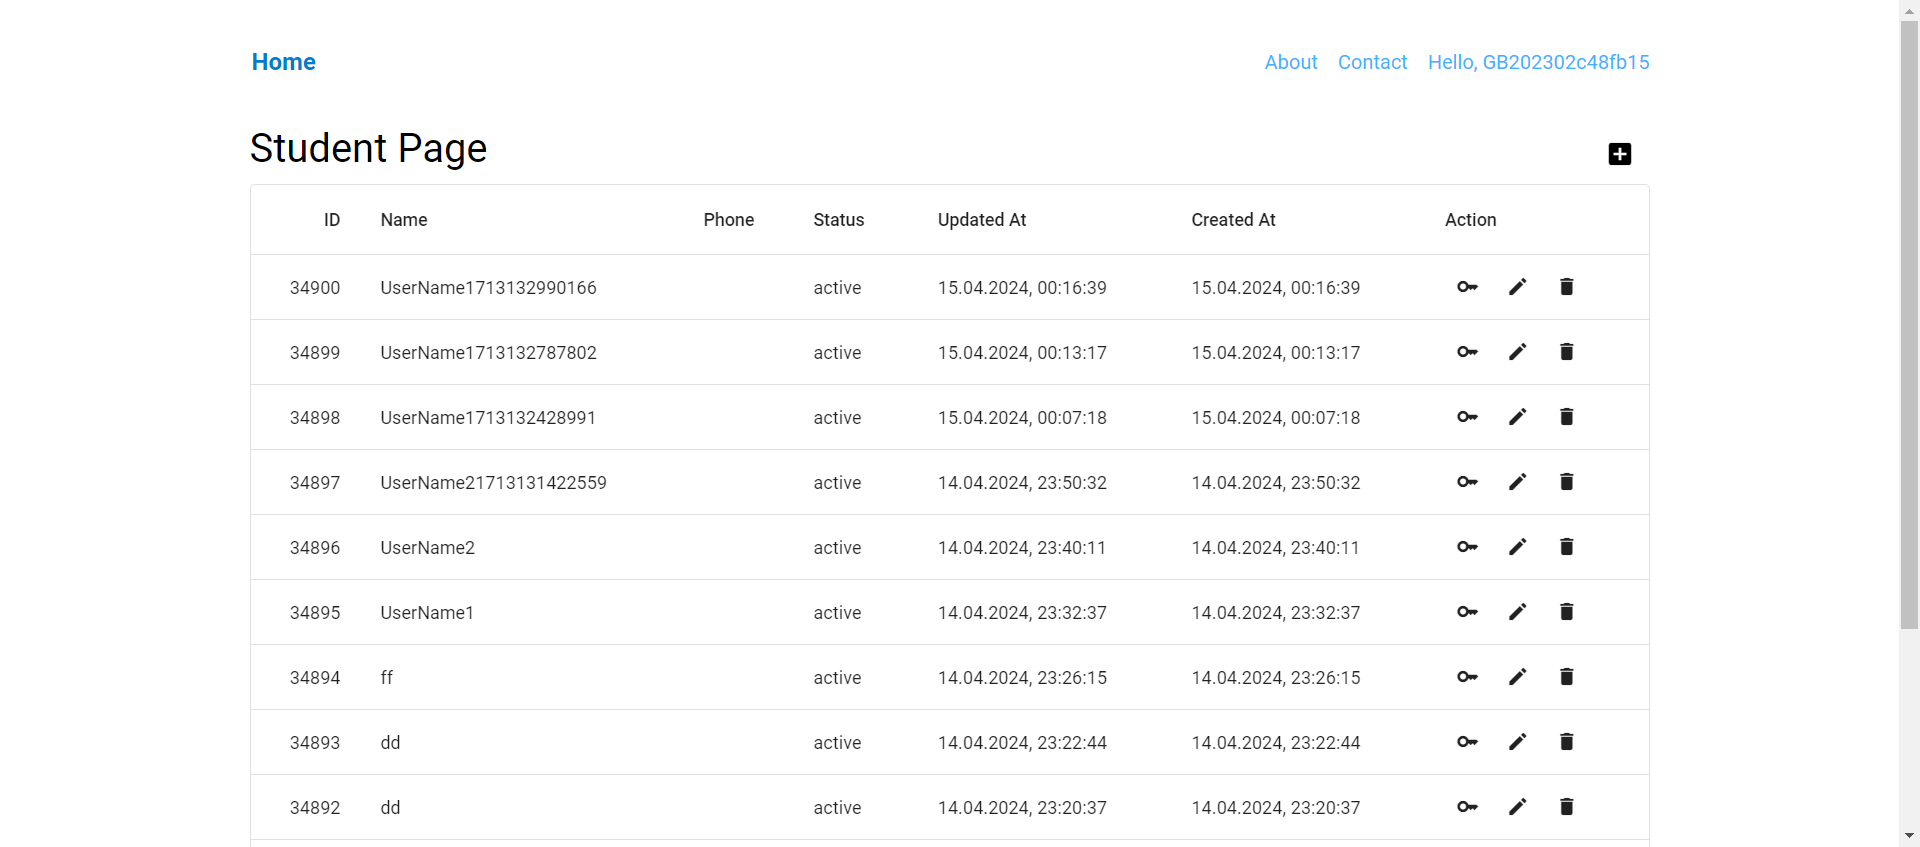 Home About Contact Hello, GB202302c48fb15
Student Page
ID Name Phone Status Updated At Created At Action
34900 UserName1713132990166 active 15.04.2024, 00:16:39 15.04.2024, 00:16:39
34899 UserName1713132787802 active 15.04.2024, 00:13:17 15.04.2024, 00:13:17
34898 UserName1713132428991 active 15.04.2024, 00:07:18 15.04.2024, 00:07:18
34897 UserName21713131422559 active 14.04.2024, 23:50:32 14.04.2024, 23:50:32
34896 UserName2 active 14.04.2024, 23:40:11 14.04.2024, 23:40:11
34895 UserName1 active 14.04.2024, 23:32:37 14.04.2024, 23:32:37
34894 ff active 14.04.2024, 23:26:15 14.04.2024, 23:26:15
34893 dd active 14.04.2024, 23:22:44 14.04.2024, 23:22:44
34892 dd active 14.04.2024, 23:20:37 14.04.2024, 23:20:37